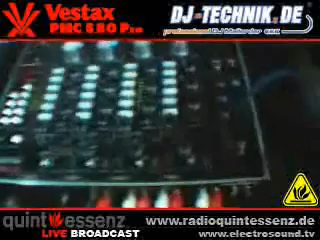 Vestax
PMC 580 Pro
DJ-TECHNIK.DE
quintessenz
LIVE BROADCAST
www.radioquintessenz.de
www.electrosound.tv